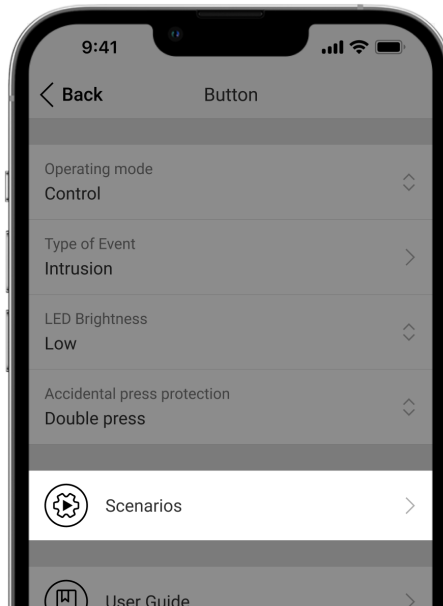 9:41
Back
Button
Operating mode
Control
Type of Event
Intrusion
LED Brightness
Low
Accidental press protection
Double press
Scenarios
User Guide